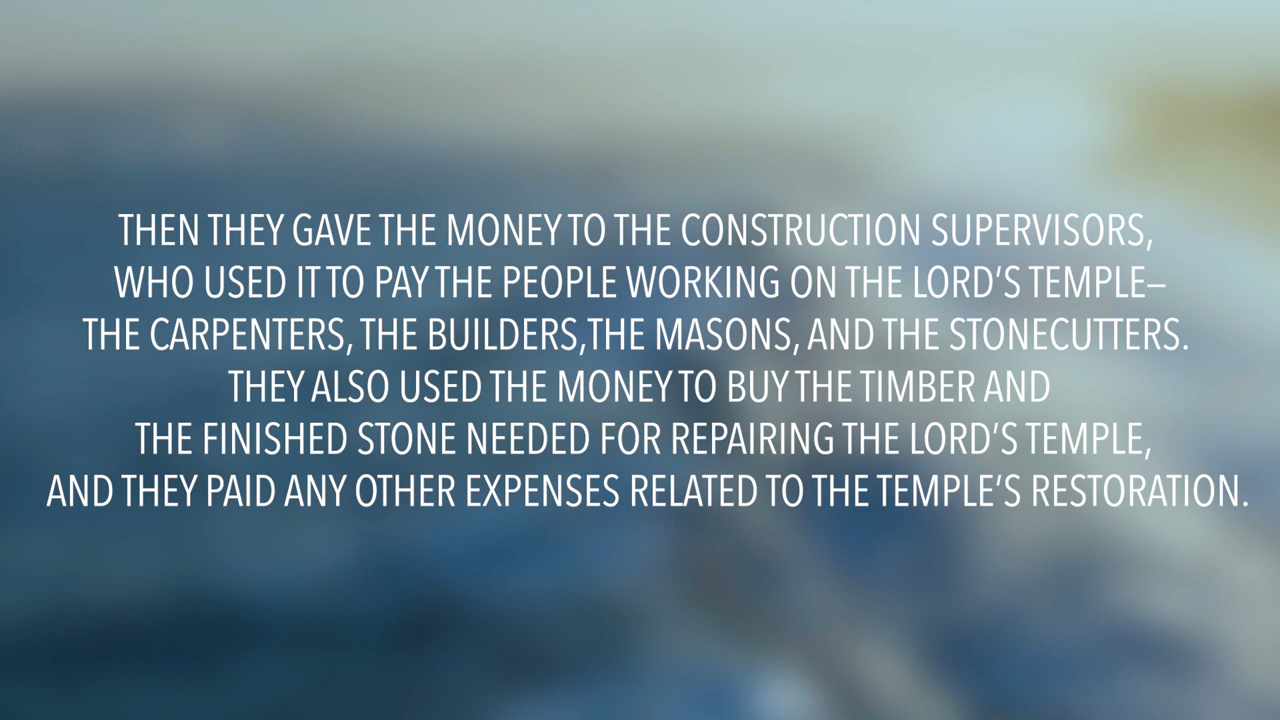 THEN THEY GAVE THE MONEY TO THE CONSTRUCTION SUPERVISORS,
WHO USED IT TO PAY THE PEOPLE WORKING ON THE LORD’S TEMPLE—
THE CARPENTERS, THE BUILDERS,THE MASONS, AND THE STONECUTTERS.
THEY ALSO USED THE MONEY TO BUY THE TIMBER AND
THE FINISHED STONE NEEDED FOR REPAIRING THE LORD’S TEMPLE,
AND THEY PAID ANY OTHER EXPENSES RELATED TO THE TEMPLE’S RESTORATION.